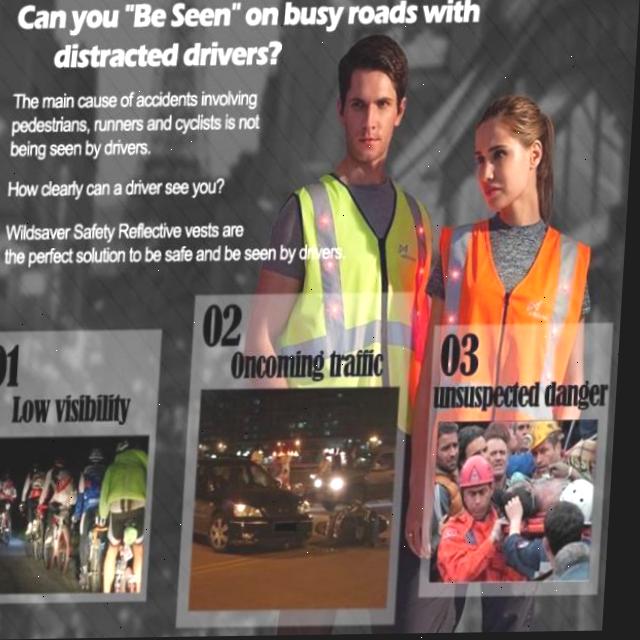 Can you "Be Seen" on busy roads with
distracted drivers?
The main cause of accidents involving
pedestrians, runners and cyclists is not
being seen by drivers.
How clearly can a driver see you?
Wildsaver Safety Reflective vests are
the perfect solution to be safe and be seen by drivers.
01
Low visibility
02
Oncoming traffic
03
unsuspected danger